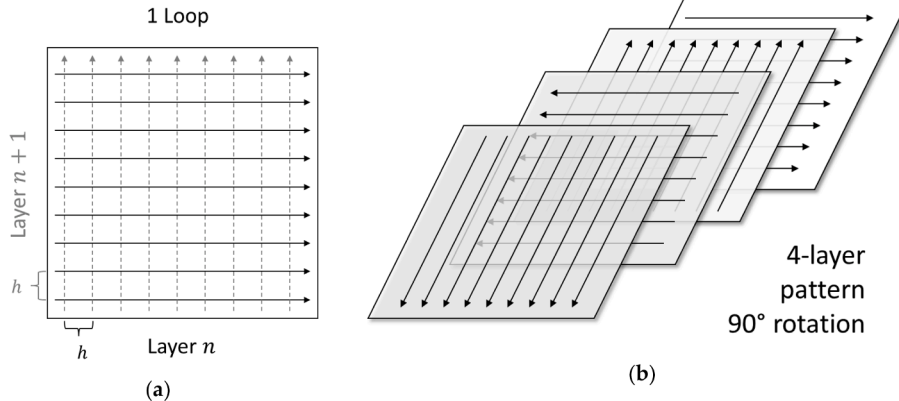 1 Loop
Layer n + 1
h
h
Layer n
(a)
4-layer
pattern
90° rotation
(b)